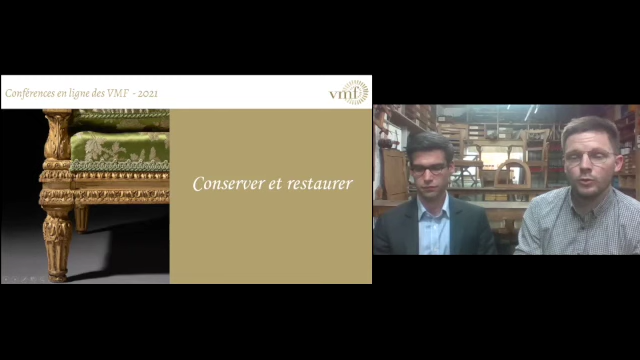 Conférences en ligne des VMF - 2021
vmf
Conserver et restaurer